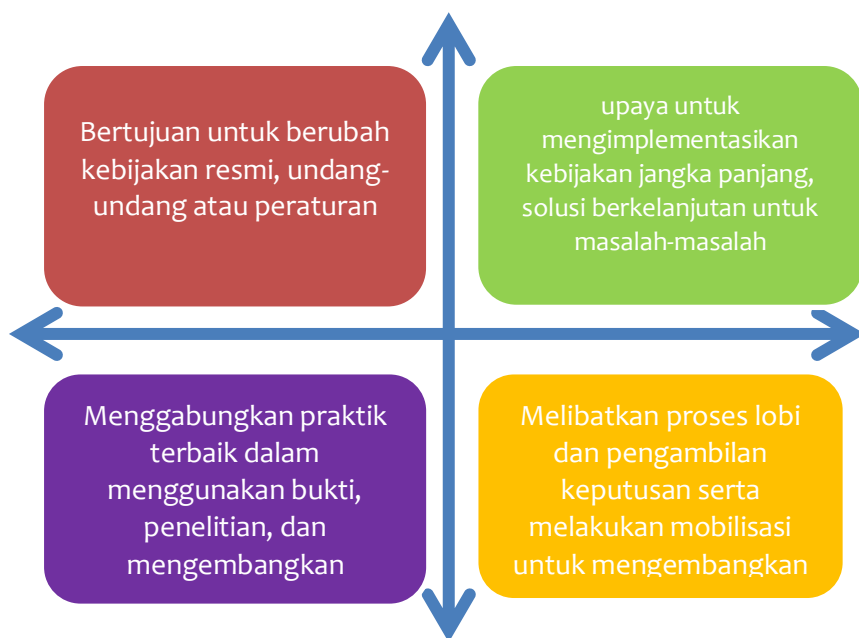 Bertujuan untuk berubah
kebijakan resmi, undang-
undang atau peraturan
upaya untuk
mengimplementasikan
kebijakan jangka panjang,
solusi berkelanjutan untuk
masalah-masalah
Menggabungkan praktik
terbaik dalam
menggunakan bukti,
penelitian, dan
mengembangkan
Melibatkan proses lobi
dan pengambilan
keputusan serta
melakukan mobilisasi
untuk mengembangkan